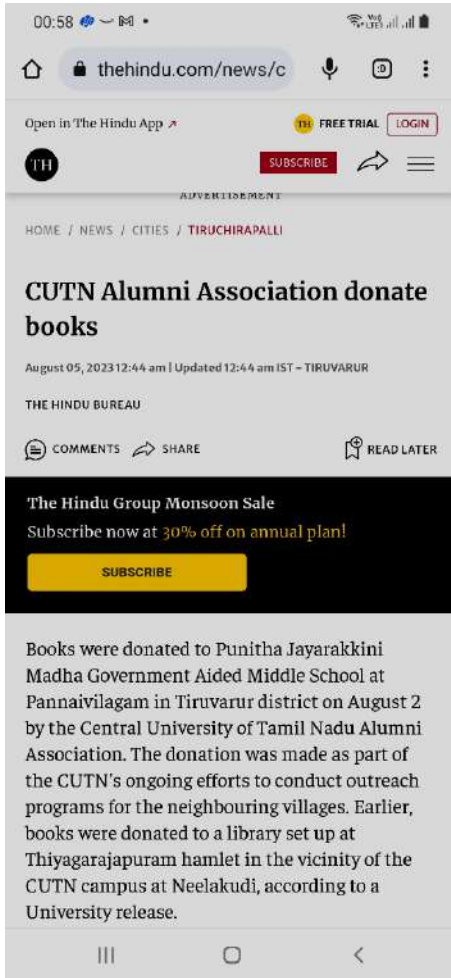 00:58
thehindu.com/news/c
Open in The Hindu App
TH FREE TRIAL LOGIN
TH SUBSCRIBE
ADVERTISEMENT
HOME / NEWS / CITIES / TIRUCHIRAPALLI
CUTN Alumni Association donate
books
August 05, 2023 12:44 am | Updated 12:44 am IST - TIRUVARUR
THE HINDU BUREAU
COMMENTS SHARE READ LATER
The Hindu Group Monsoon Sale
Subscribe now at 30% off on annual plan!
SUBSCRIBE
Books were donated to Punitha Jayarakkini
Madha Government Aided Middle School at
Pannaivilagam in Tiruvarur district on August 2
by the Central University of Tamil Nadu Alumni
Association. The donation was made as part of
the CUTN's ongoing efforts to conduct outreach
programs for the neighbouring villages. Earlier,
books were donated to a library set up at
Thiyagarajapuram hamlet in the vicinity of the
CUTN campus at Neelakudi, according to a
University release.